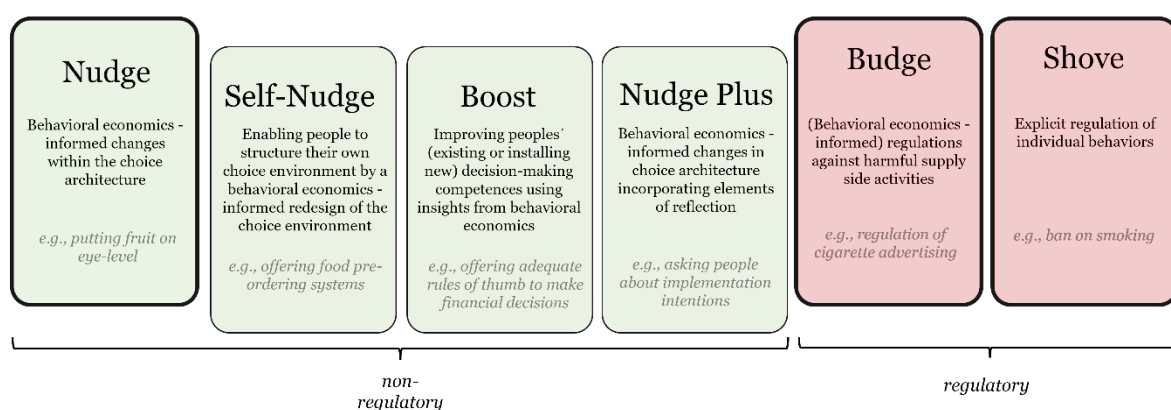 Nudge
Behavioral economics -
informed changes
within the choice
architecture
e.g., putting fruit on
eye-level
Self-Nudge
Enabling people to
structure their own
choice environment by a
behavioral economics -
informed redesign of the
choice environment
e.g., offering food pre-
ordering systems
Boost
Improving peoples´
(existing or installing
new) decision-making
competences using
insights from behavioral
economics
e.g., offering adequate
rules of thumb to make
financial decisions
Nudge Plus
Behavioral economics -
informed changes in
choice architecture
incorporating elements
of reflection
e.g., asking people
about implementation
intentions
Budge
(Behavioral economics -
informed) regulations
against harmful supply
side activities
e.g., regulation of
cigarette advertising
Shove
Explicit regulation of
individual behaviors
e.g., ban on smoking
non-
regulatory
regulatory